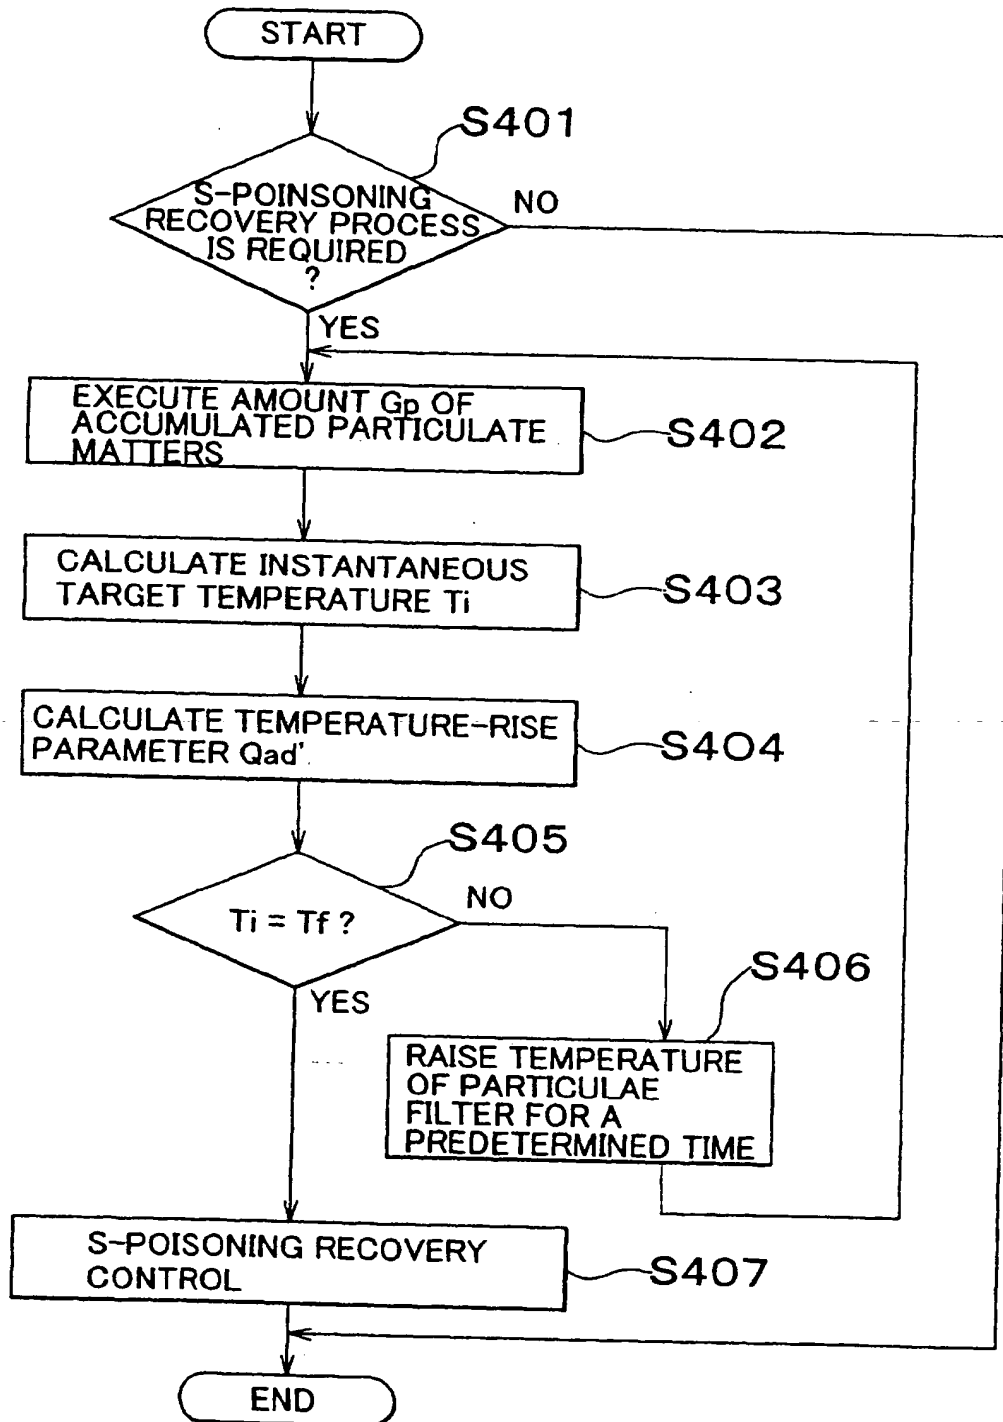 START
S401
S-POINSONING
RECOVERY PROCESS
IS REQUIRED
?
NO
YES
EXECUTE AMOUNT Gp OF
ACCUMULATED PARTICULATE
MATTERS
S402
CALCULATE INSTANTANEOUS
TARGET TEMPERATURE Ti
S403
CALCULATE TEMPERATURE-RISE
PARAMETER Qad'
S404
S405
Ti = Tf ?
NO
YES
S406
RAISE TEMPERATURE
OF PARTICULAE
FILTER FOR A
PREDETERMINED TIME
S-POISONING RECOVERY
CONTROL
S407
END